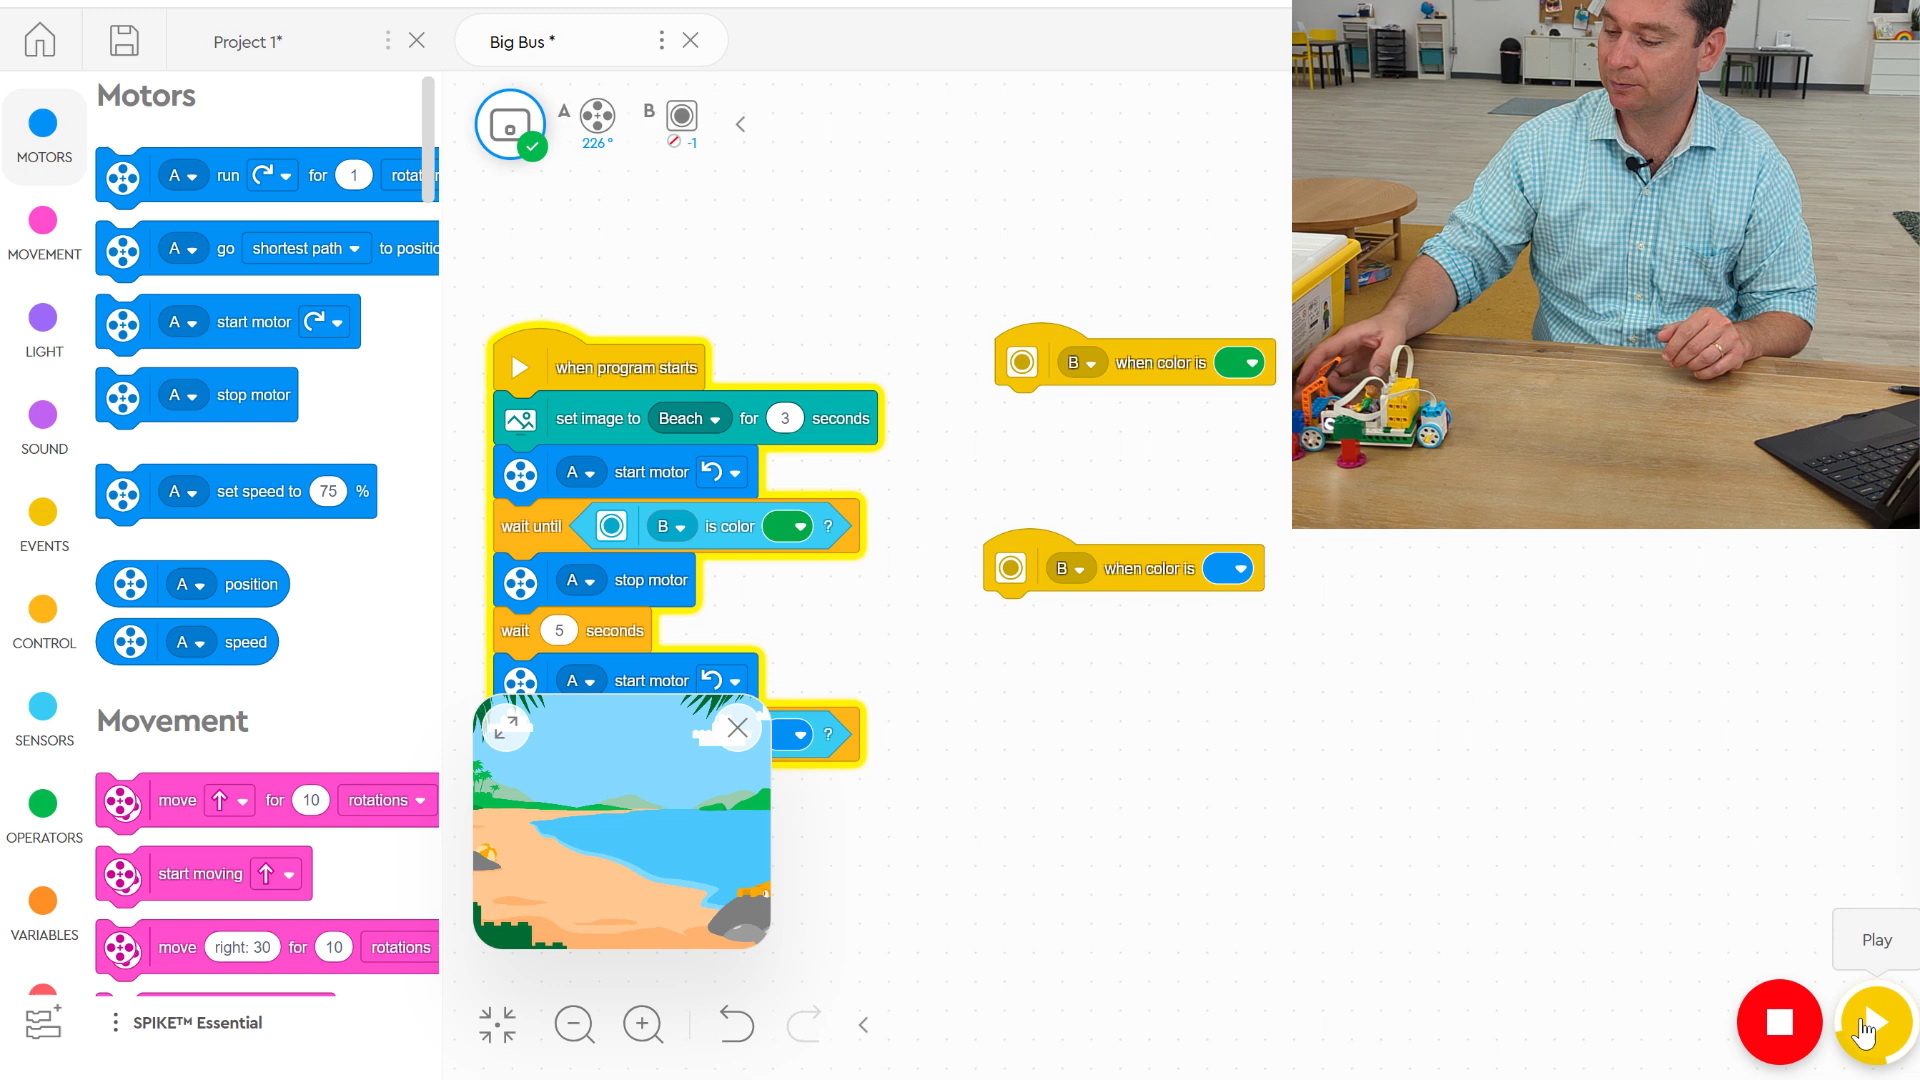 Project 1*
Big Bus *
Motors
A 226°
B -1
MOTORS
MOVEMENT
LIGHT
SOUND
EVENTS
CONTROL
SENSORS
OPERATORS
VARIABLES
A run for 1
A go shortest path to
A start motor
A stop motor
A set speed to 75 %
A position
A speed
Movement
move for 10 rotations
start moving
move right: 30 for 10 rotations
SPIKE™ Essential
when program starts
set image to Beach for 3 seconds
A start motor
wait until B is color ?
A stop motor
wait 5 seconds
A start motor
?
B when color is
B when color is
Play